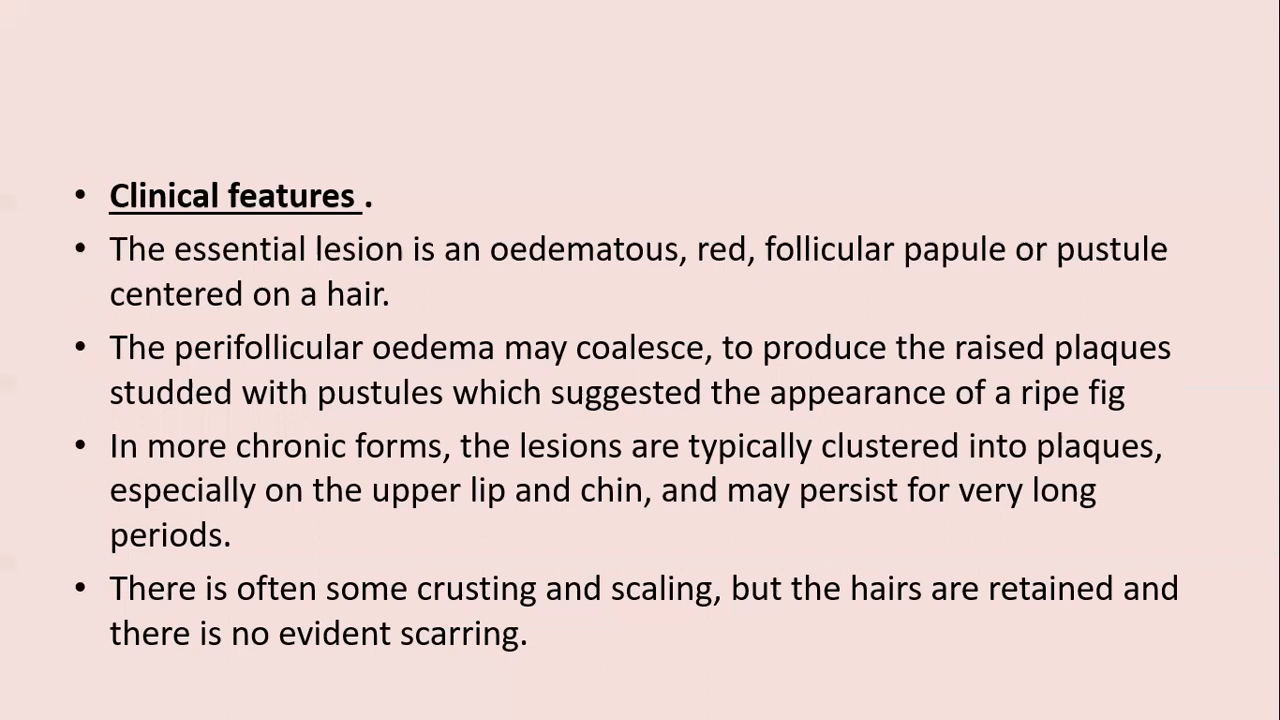 • Clinical features .
• The essential lesion is an oedematous, red, follicular papule or pustule
centered on a hair.
• The perifollicular oedema may coalesce, to produce the raised plaques
studded with pustules which suggested the appearance of a ripe fig
• In more chronic forms, the lesions are typically clustered into plaques,
especially on the upper lip and chin, and may persist for very long
periods.
• There is often some crusting and scaling, but the hairs are retained and
there is no evident scarring.